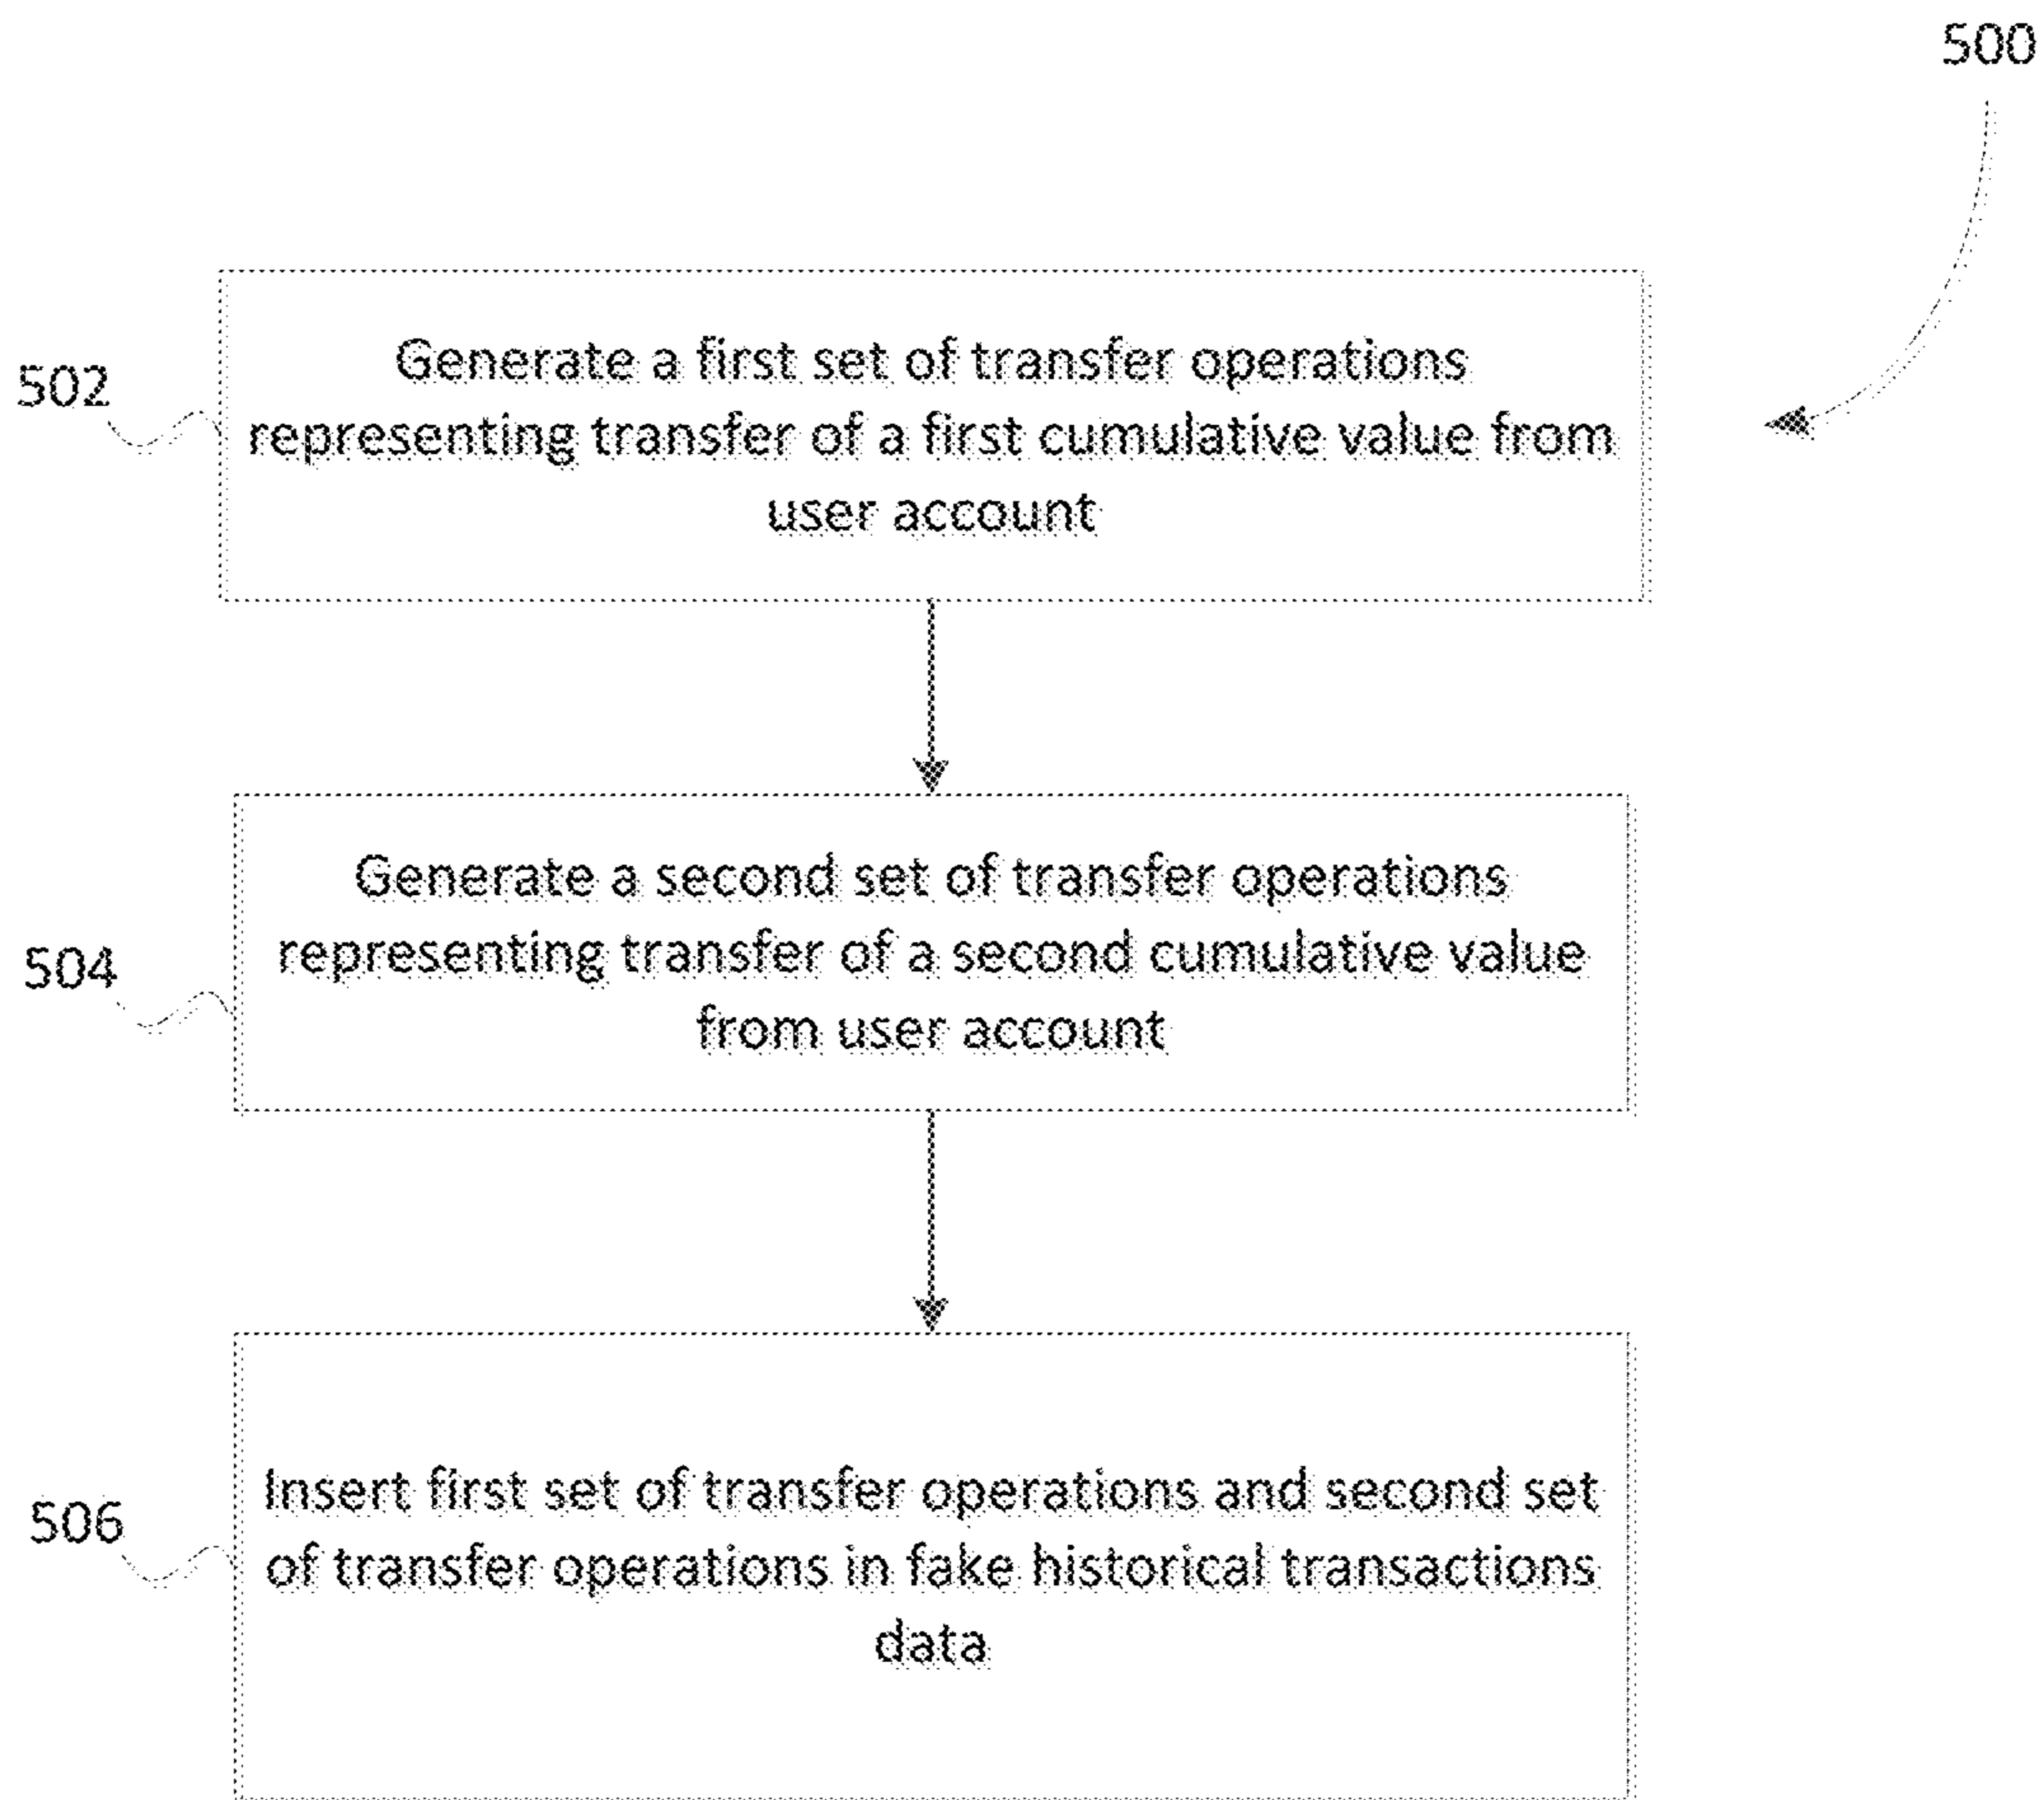 500
502
Generate a first set of transfer operations
representing transfer of a first cumulative value from
user account
504
Generate a second set of transfer operations
representing transfer of a second cumulative value
from user account
506
Insert first set of transfer operations and second set
of transfer operations in fake historical transactions
data